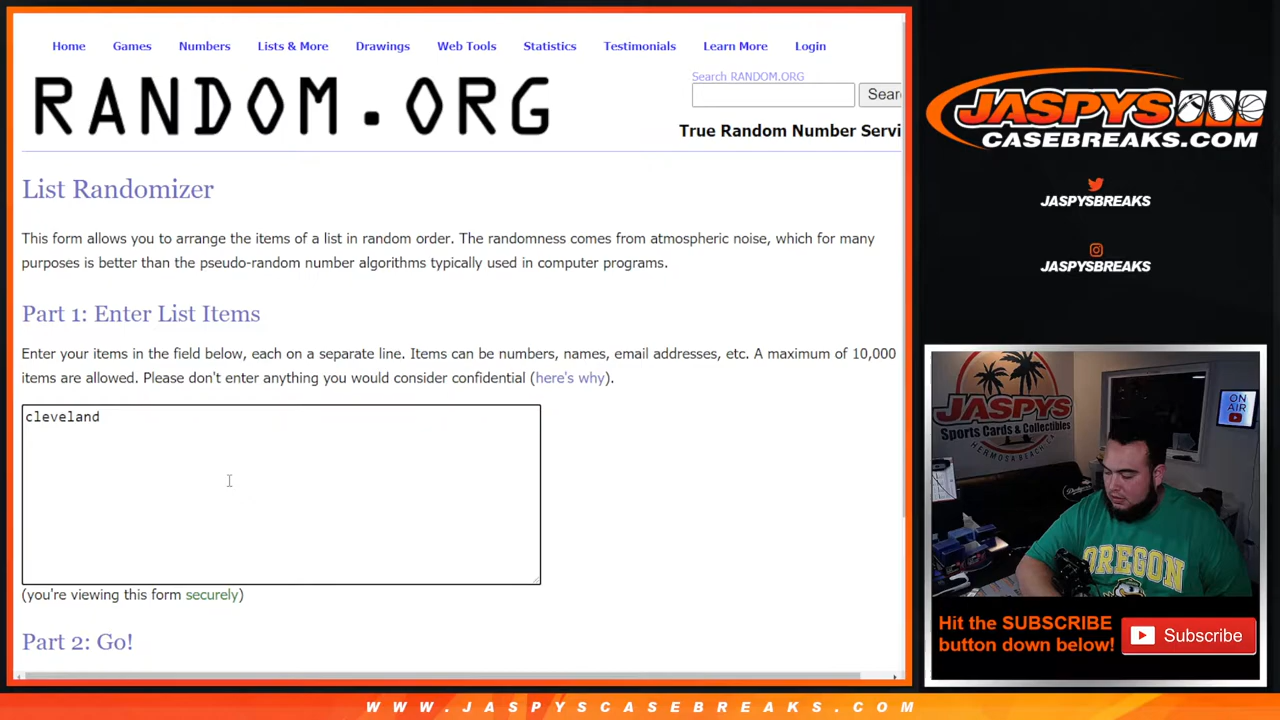 Home Games Numbers Lists & More Drawings Web Tools Statistics Testimonials Learn More Login
RANDOM.ORG
Search RANDOM.ORG
Sear
True Random Number Servi
List Randomizer
This form allows you to arrange the items of a list in random order. The randomness comes from atmospheric noise, which for many
purposes is better than the pseudo-random number algorithms typically used in computer programs.
Part 1: Enter List Items
Enter your items in the field below, each on a separate line. Items can be numbers, names, email addresses, etc. A maximum of 10,000
items are allowed. Please don't enter anything you would consider confidential (here's why).
cleveland
(you're viewing this form securely)
Part 2: Go!
JASPYS
CASEBREAKS.COM
JASPYSBREAKS
JASPYSBREAKS
JASPYS
Sports Cards & Collectibles
HERMOSA BEACH, CA
ON
AIR
Dodgers
OREGON
Hit the SUBSCRIBE
button down below!
Subscribe
WWW.JASPYSCASEBREAKS.COM